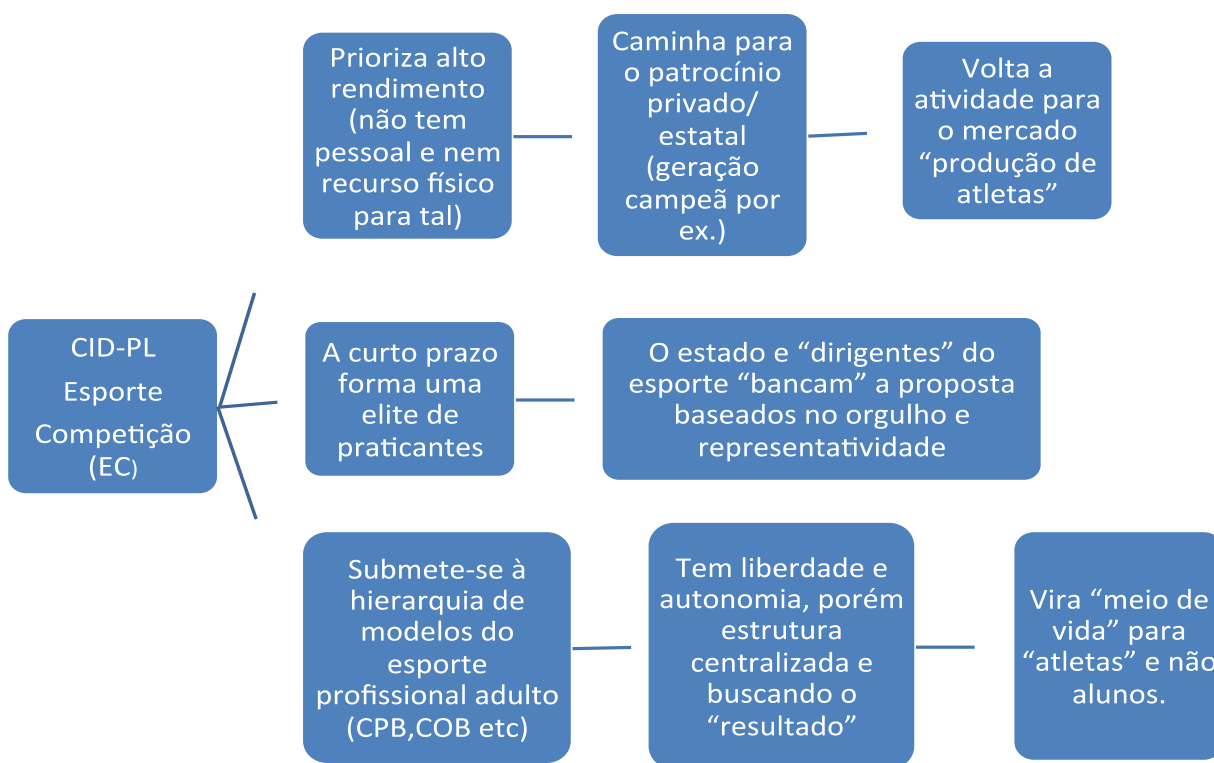 Prioriza alto
rendimento
(não tem
pessoal e nem
recurso físico
para tal)
Caminha para
o patrocínio
privado/
estatal
(geração
campeã por
ex.)
Volta a
atividade para
o mercado
“produção de
atletas”
CID-PL
Esporte
Competição
(EC)
A curto prazo
forma uma
elite de
praticantes
O estado e “dirigentes” do
esporte “bancam” a proposta
baseados no orgulho e
representatividade
Submete-se à
hierarquia de
modelos do
esporte
profissional adulto
(CPB,COB etc)
Tem liberdade e
autonomia, porém
estrutura
centralizada e
buscando o
“resultado”
Vira “meio de
vida” para
“atletas” e não
alunos.